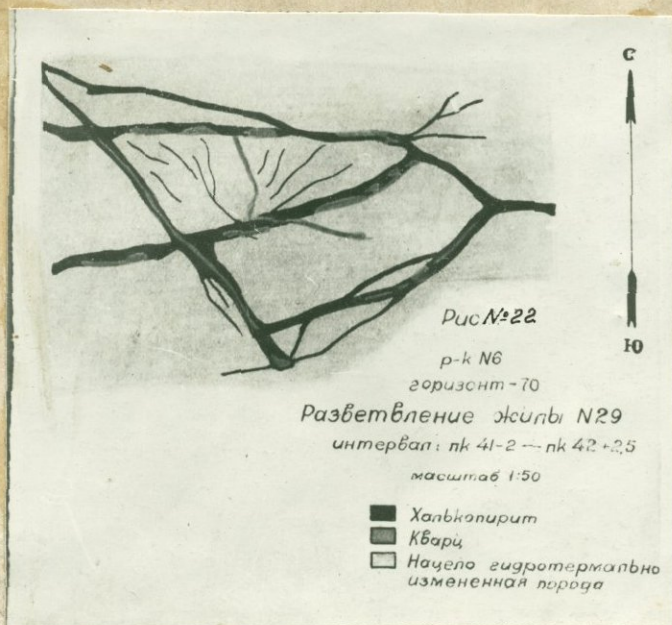 С
Ю
Рис №22
р-к N6
горизонт-70
Разветвление жилы N29
интервал: пк 41-2 — пк 42+2,5
масштаб 1:50
Халькопирит
Кварц
Нацело гидротермально
измененная порода